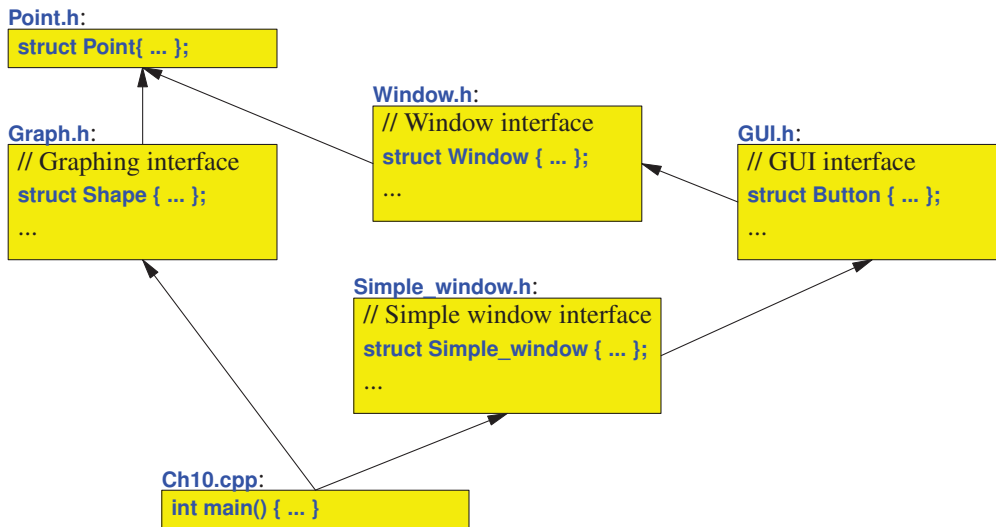 Point.h:
struct Point{ ... };
Window.h:
// Window interface
struct Window { ... };
...
Graph.h:
// Graphing interface
struct Shape { ... };
...
GUI.h:
// GUI interface
struct Button { ... };
...
Simple_window.h:
// Simple window interface
struct Simple_window { ... };
...
Ch10.cpp:
int main() { ... }